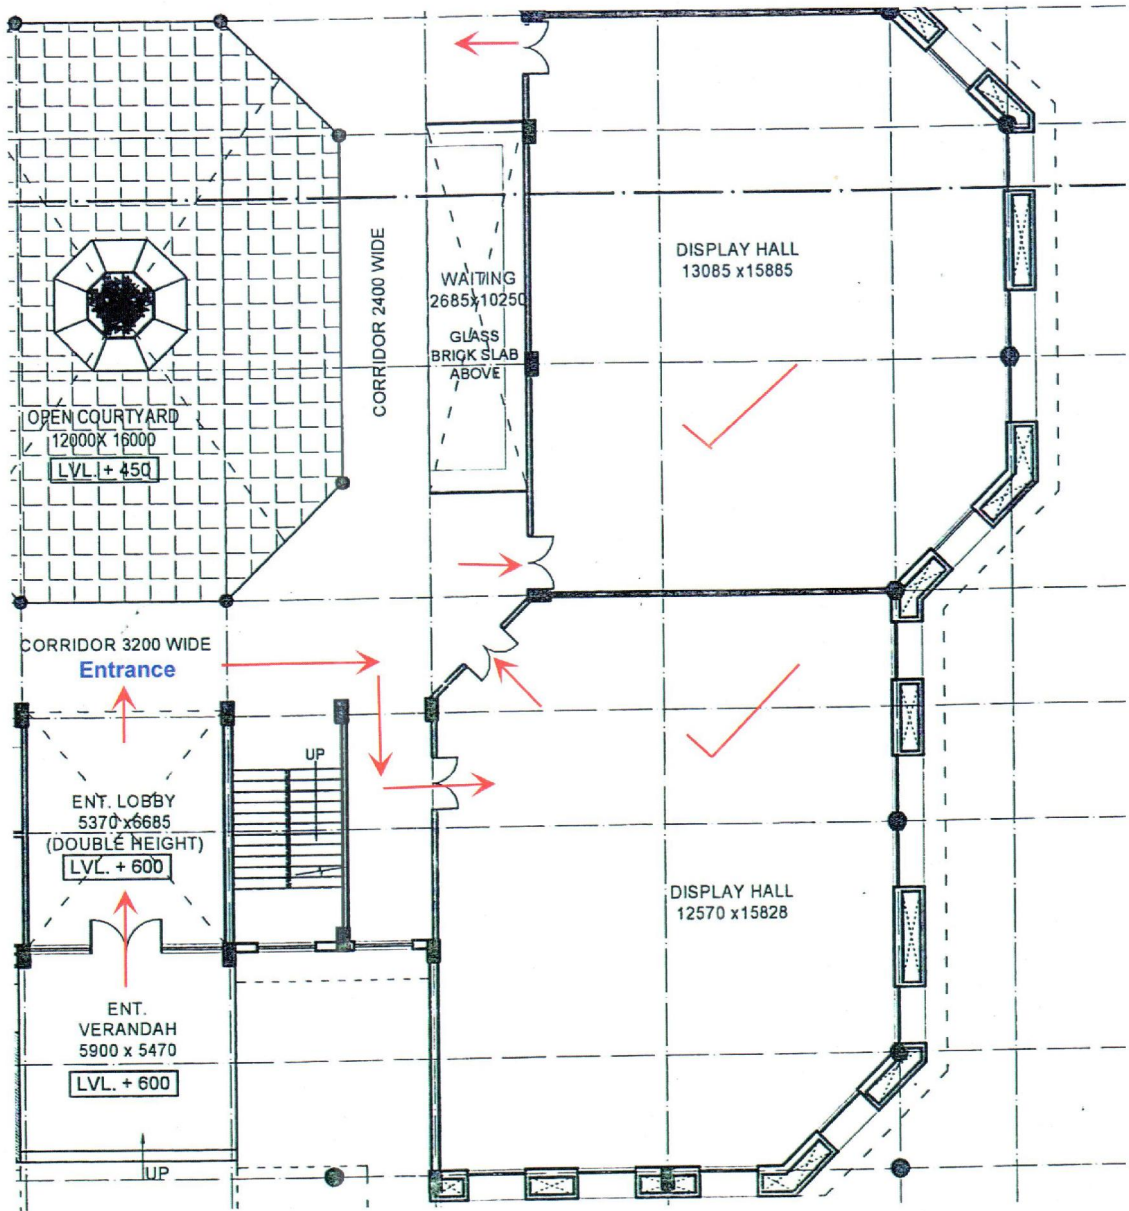 DISPLAY HALL
13085 x15885
CORRIDOR 2400 WIDE
WAITING
2685x10250
GLASS
BRICK SLAB
ABOVE
OPEN COURTYARD
12000X 16000
LVL. + 450
CORRIDOR 3200 WIDE
Entrance
UP
ENT. LOBBY
5370 x6685
(DOUBLE HEIGHT)
LVL. + 600
DISPLAY HALL
12570 x15828
ENT.
VERANDAH
5900 x 5470
LVL. + 600
UP